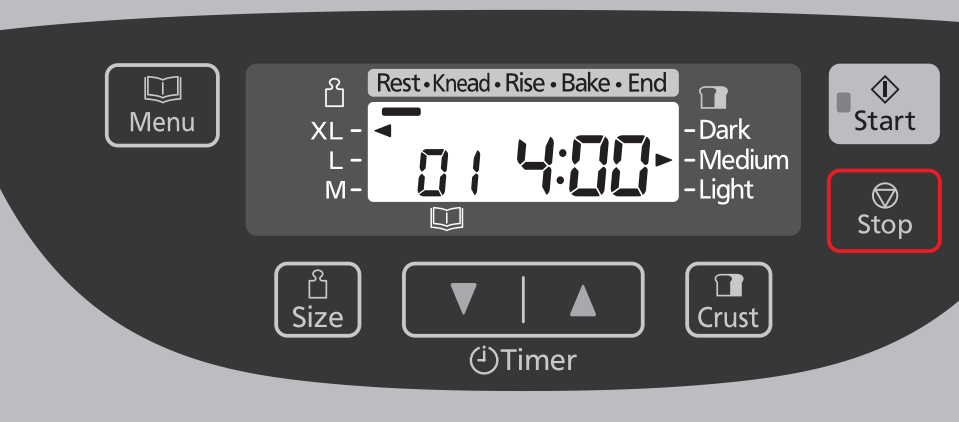 Menu
Rest • Knead • Rise • Bake • End
XL -
L -
M -
01 4:00
- Dark
- Medium
- Light
Start
Stop
Size
Timer
Crust